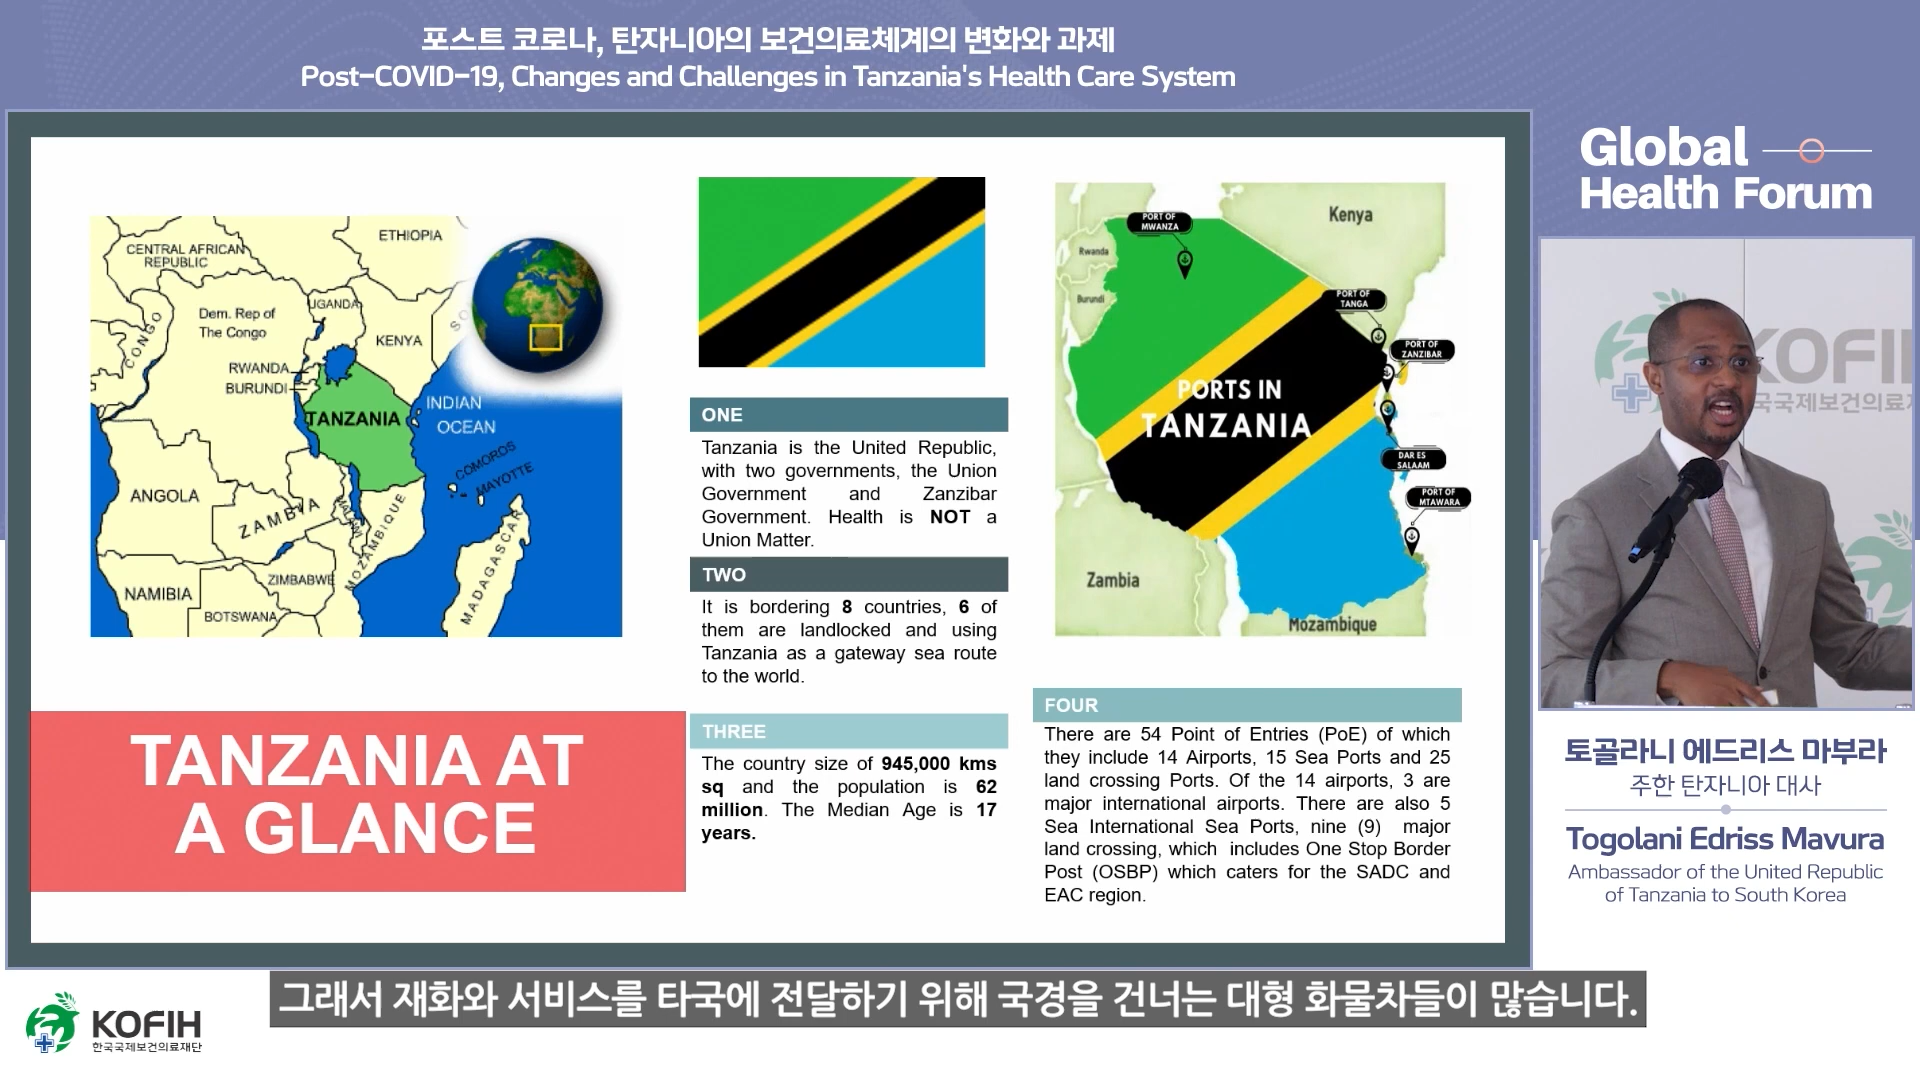 포스트 코로나, 탄자니아의 보건의료체계의 변화와 과제
Post-COVID-19, Changes and Challenges in Tanzania's Health Care System
Global
Health Forum
CENTRAL AFRICAN
REPUBLIC
ETHIOPIA
Dem. Rep of
The Congo
UGANDA
KENYA
SO
CONGO
RWANDA
BURUNDI
TANZANIA
INDIAN
OCEAN
COMOROS
MAYOTTE
ANGOLA
ZAMBIA
MALAWI
MOZAMBIQUE
MADAGASCAR
NAMIBIA
ZIMBABWE
BOTSWANA
TANZANIA AT
A GLANCE
ONE
Tanzania is the United Republic,
with two governments, the Union
Government and Zanzibar
Government. Health is NOT a
Union Matter.
TWO
It is bordering 8 countries, 6 of
them are landlocked and using
Tanzania as a gateway sea route
to the world.
THREE
The country size of 945,000 kms
sq and the population is 62
million. The Median Age is 17
years.
Kenya
PORT OF
MWANZA
Rwanda
Burundi
PORT OF
TANGA
PORT OF
ZANZIBAR
PORTS IN
TANZANIA
DAR ES
SALAAM
PORT OF
MTAWARA
Zambia
Mozambique
FOUR
There are 54 Point of Entries (PoE) of which
they include 14 Airports, 15 Sea Ports and 25
land crossing Ports. Of the 14 airports, 3 are
major international airports. There are also 5
Sea International Sea Ports, nine (9) major
land crossing, which includes One Stop Border
Post (OSBP) which caters for the SADC and
EAC region.
KOFI
국국제보건의료재
토골라니 에드리스 마부라
주한 탄자니아 대사
Togolani Edriss Mavura
Ambassador of the United Republic
of Tanzania to South Korea
KOFIH
한국국제보건의료재단
그래서 재화와 서비스를 타국에 전달하기 위해 국경을 건너는 대형 화물차들이 많습니다.